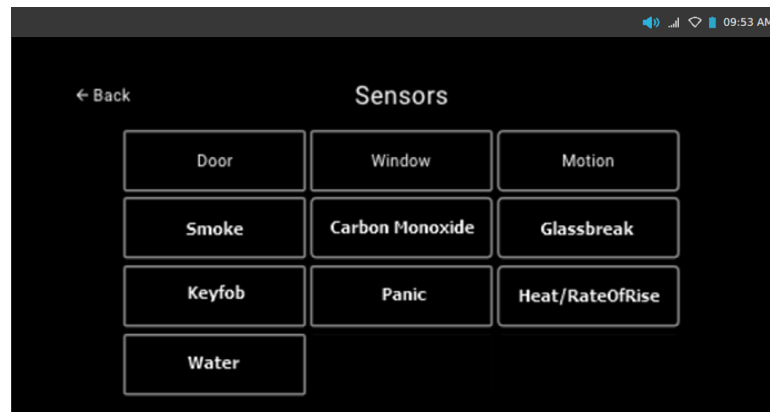 09:53 AM
← Back
Sensors
Door Window Motion
Smoke Carbon Monoxide Glassbreak
Keyfob Panic Heat/RateOfRise
Water